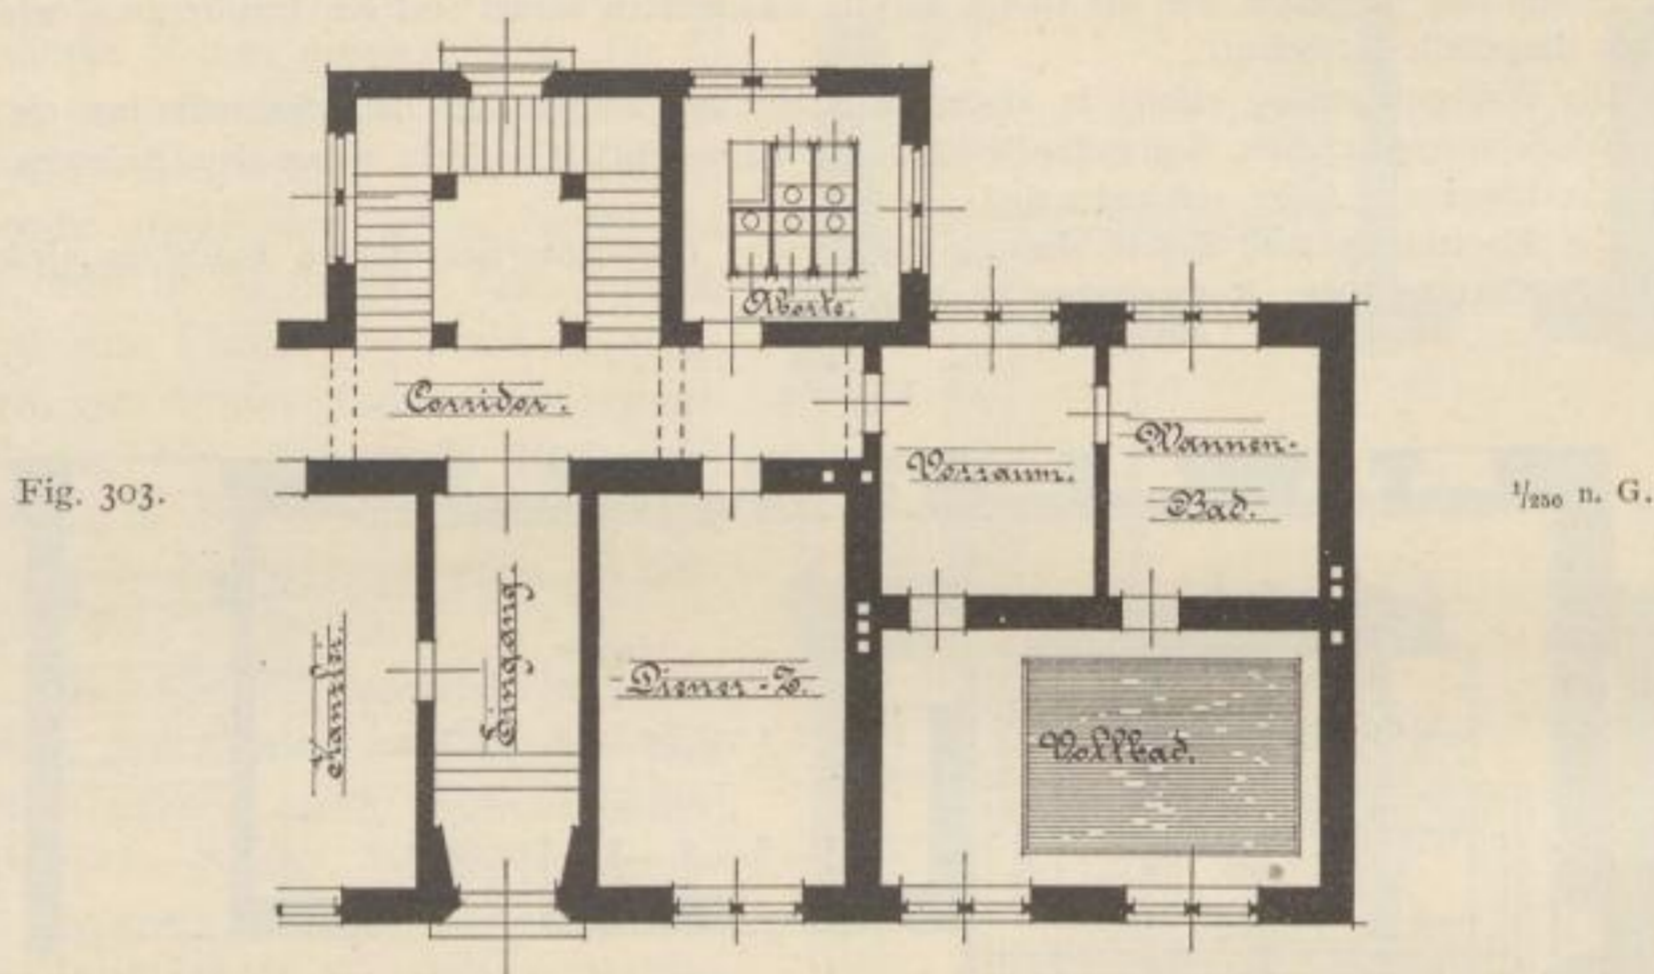 Aborte.
Corridor.
Vorraum.
Wannen-
Bad.
Fig. 303.
1/250 n. G.
Kanzlei.
Eingang.
Diener-Z.
Vollbad.